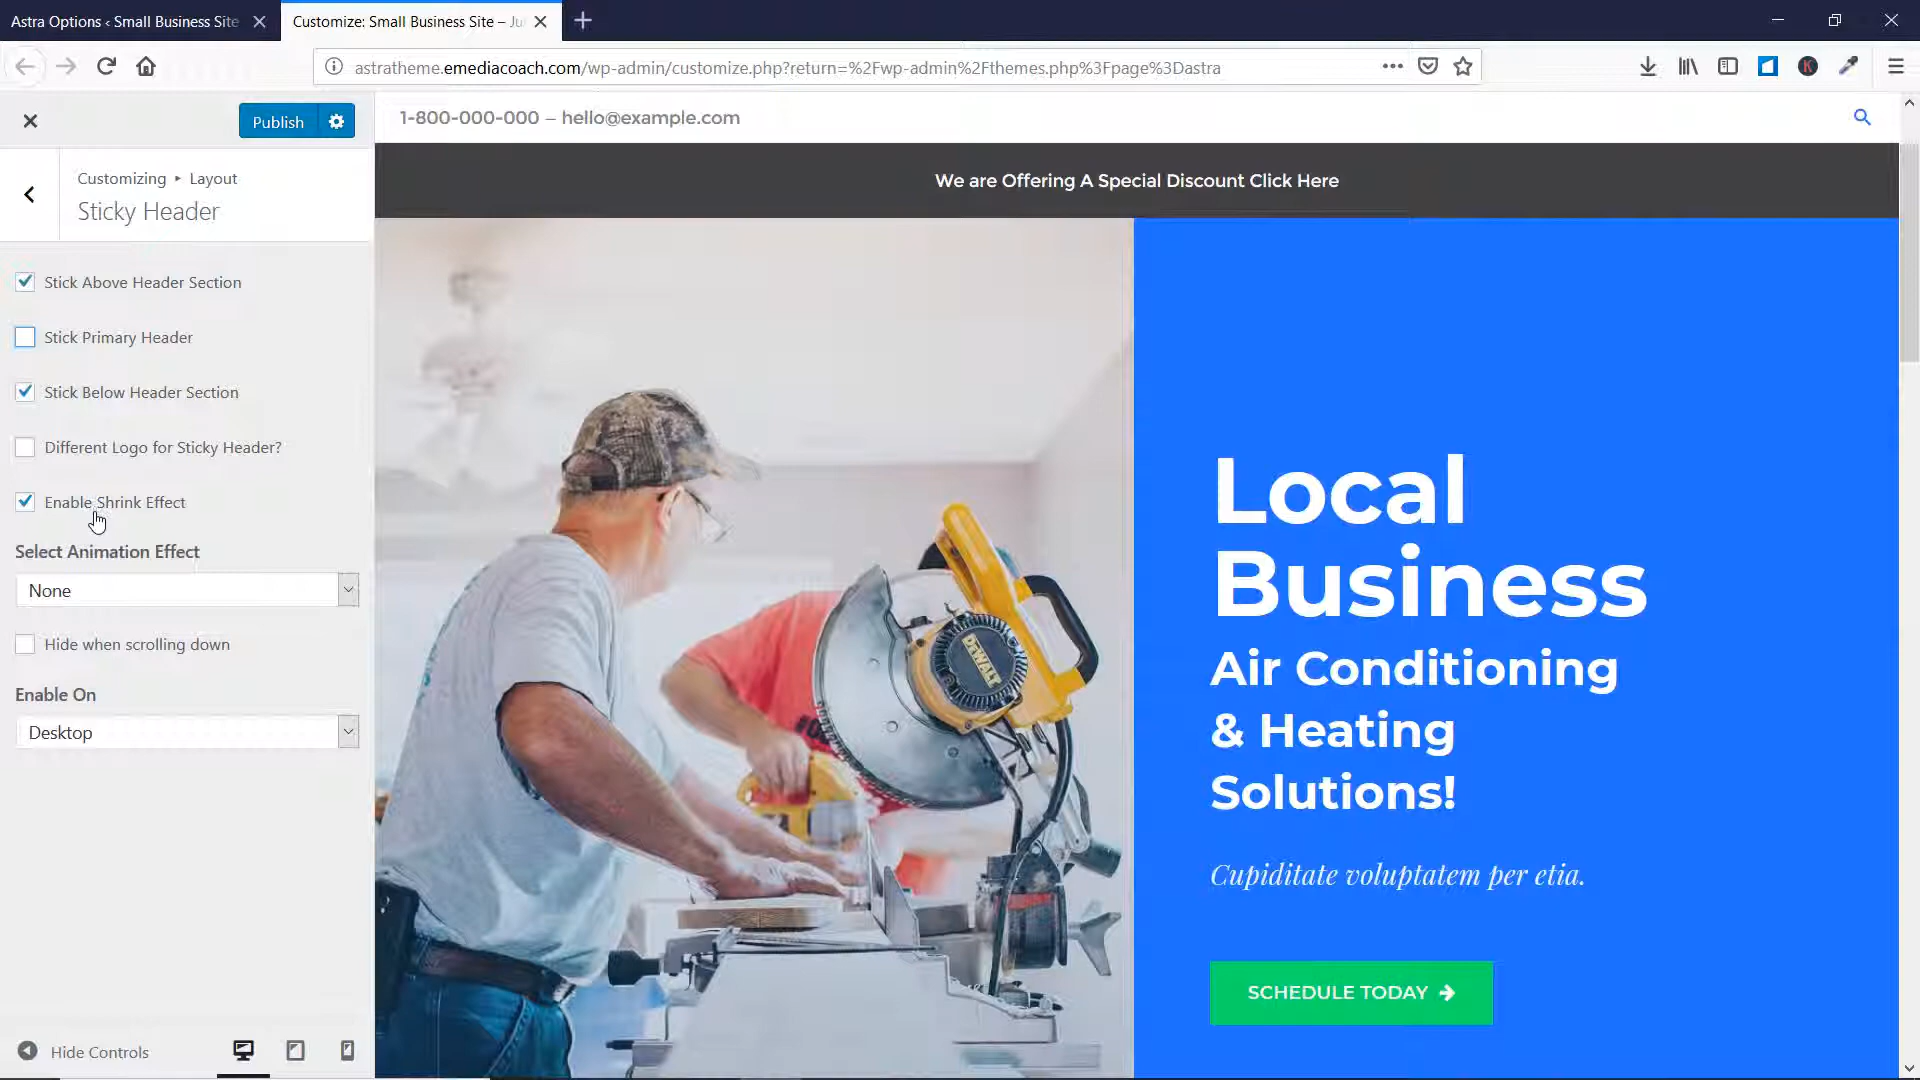 Astra Options ‹ Small Business Site
Customize: Small Business Site – Ju
astratheme.emediacoach.com/wp-admin/customize.php?return=%2Fwp-admin%2Fthemes.php%3Fpage%3Dastra
Publish
Customizing ▸ Layout
Sticky Header
Stick Above Header Section
Stick Primary Header
Stick Below Header Section
Different Logo for Sticky Header?
Enable Shrink Effect
Select Animation Effect
None
Hide when scrolling down
Enable On
Desktop
Hide Controls
1-800-000-000 – hello@example.com
We are Offering A Special Discount Click Here
DEWALT
Local
Business
Air Conditioning
& Heating
Solutions!
Cupiditate voluptatem per etia.
SCHEDULE TODAY →